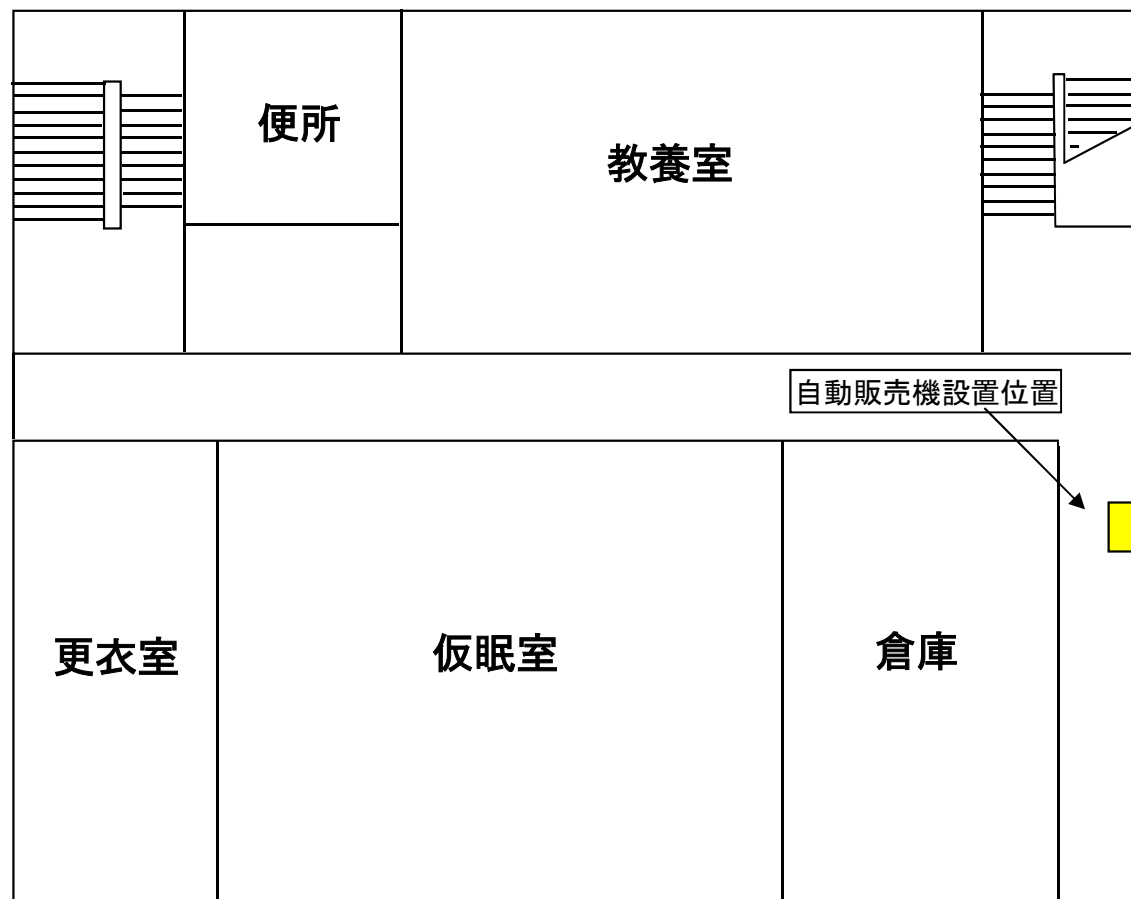 便所
教養室
自動販売機設置位置
更衣室
仮眠室
倉庫